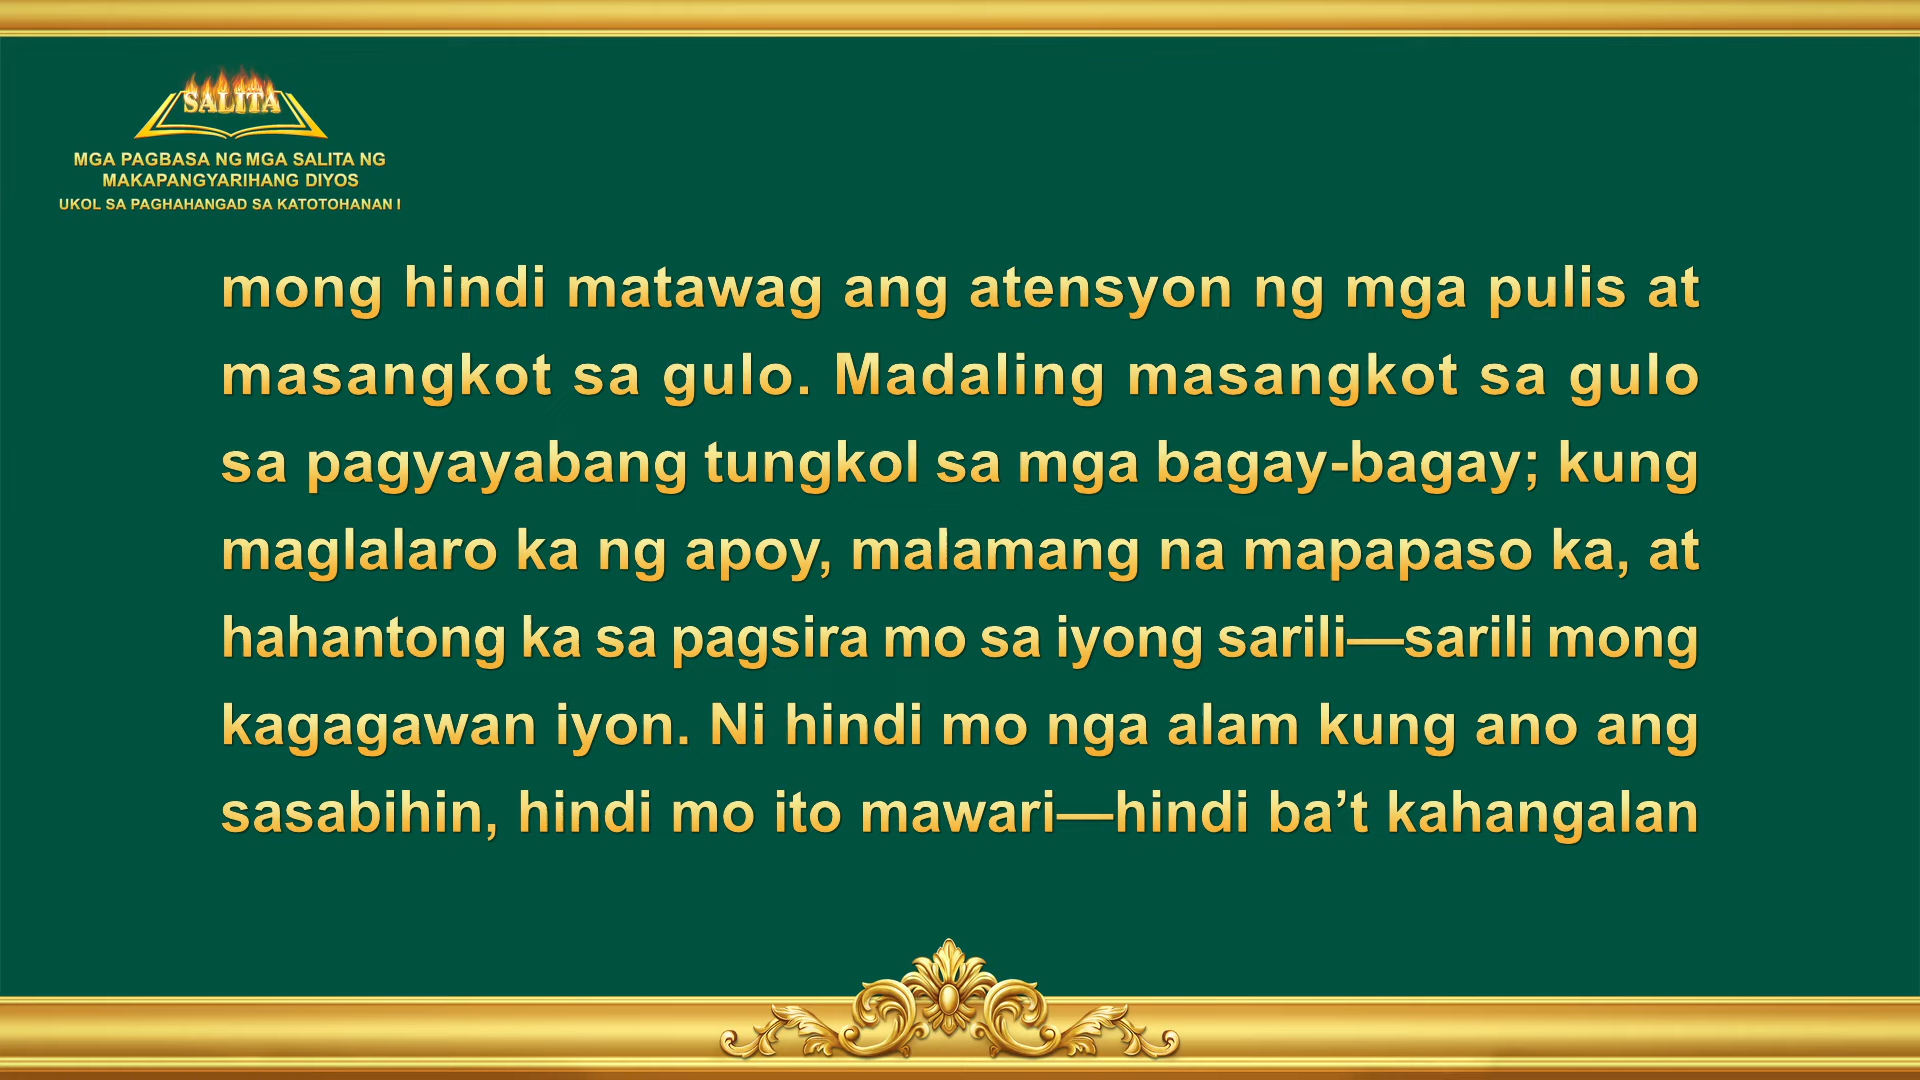 SALITA
MGA PAGBASA NG MGA SALITA NG
MAKAPANGYARIHANG DIYOS
UKOL SA PAGHAHANGAD SA KATOTOHANAN I
mong hindi matawag ang atensyon ng mga pulis at
masangkot sa gulo. Madaling masangkot sa gulo
sa pagyayabang tungkol sa mga bagay-bagay; kung
maglalaro ka ng apoy, malamang na mapapaso ka, at
hahantong ka sa pagsira mo sa iyong sarili—sarili mong
kagagawan iyon. Ni hindi mo nga alam kung ano ang
sasabihin, hindi mo ito mawari—hindi ba’t kahangalan